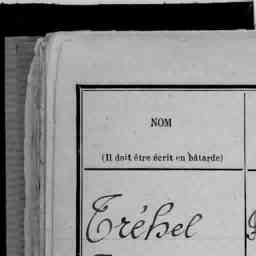 NOM
(Il doit être écrit en bâtarde)
Tréhel